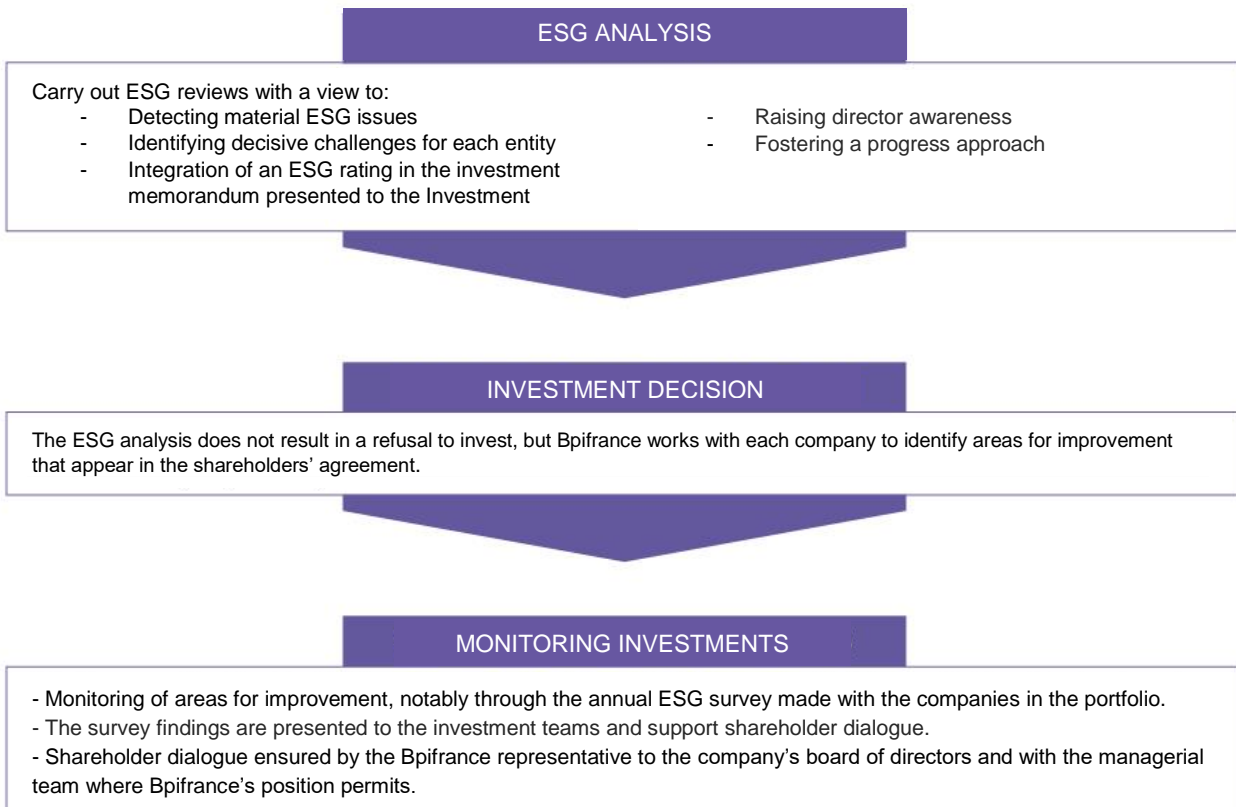 ESG ANALYSIS
Carry out ESG reviews with a view to:
- Detecting material ESG issues
- Identifying decisive challenges for each entity
- Integration of an ESG rating in the investment
memorandum presented to the Investment
- Raising director awareness
- Fostering a progress approach
INVESTMENT DECISION
The ESG analysis does not result in a refusal to invest, but Bpifrance works with each company to identify areas for improvement
that appear in the shareholders’ agreement.
MONITORING INVESTMENTS
- Monitoring of areas for improvement, notably through the annual ESG survey made with the companies in the portfolio.
- The survey findings are presented to the investment teams and support shareholder dialogue.
- Shareholder dialogue ensured by the Bpifrance representative to the company’s board of directors and with the managerial
team where Bpifrance’s position permits.